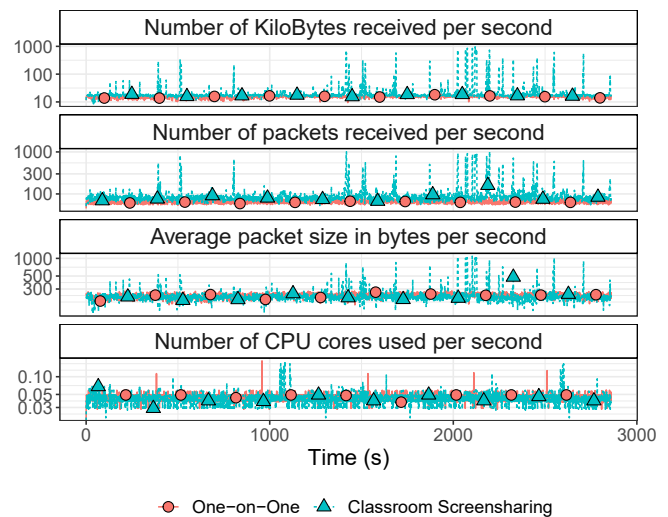 Number of KiloBytes received per second
1000
100
10
Number of packets received per second
1000
300
100
Average packet size in bytes per second
1000
500
300
Number of CPU cores used per second
0.10
0.05
0.03
0 1000 2000 3000
Time (s)
One−on−One Classroom Screensharing